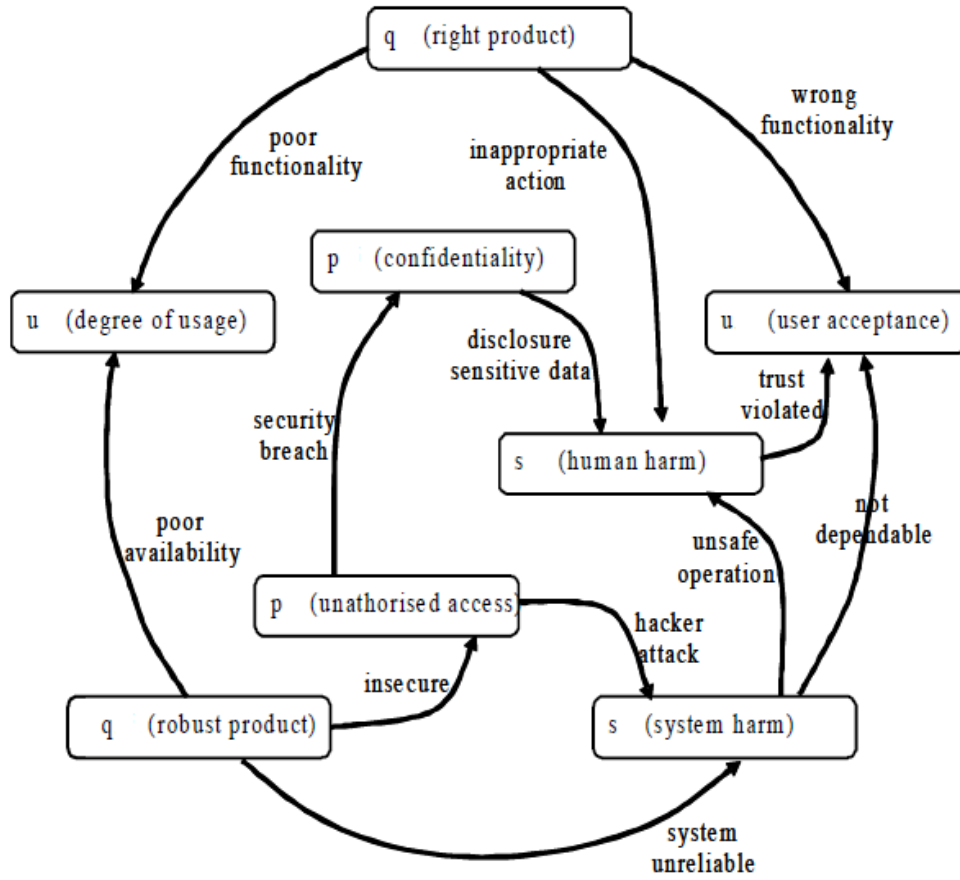 q (right product)
wrong
functionality
poor
functionality
inappropriate
action
p (confidentiality)
u (degree of usage)
u (user acceptance)
disclosure
sensitive data
trust
violated
security
breach
s (human harm)
poor
availability
not
dependable
unsafe
operation
p (unathorised access)
hacker
attack
insecure
q (robust product)
s (system harm)
system
unreliable